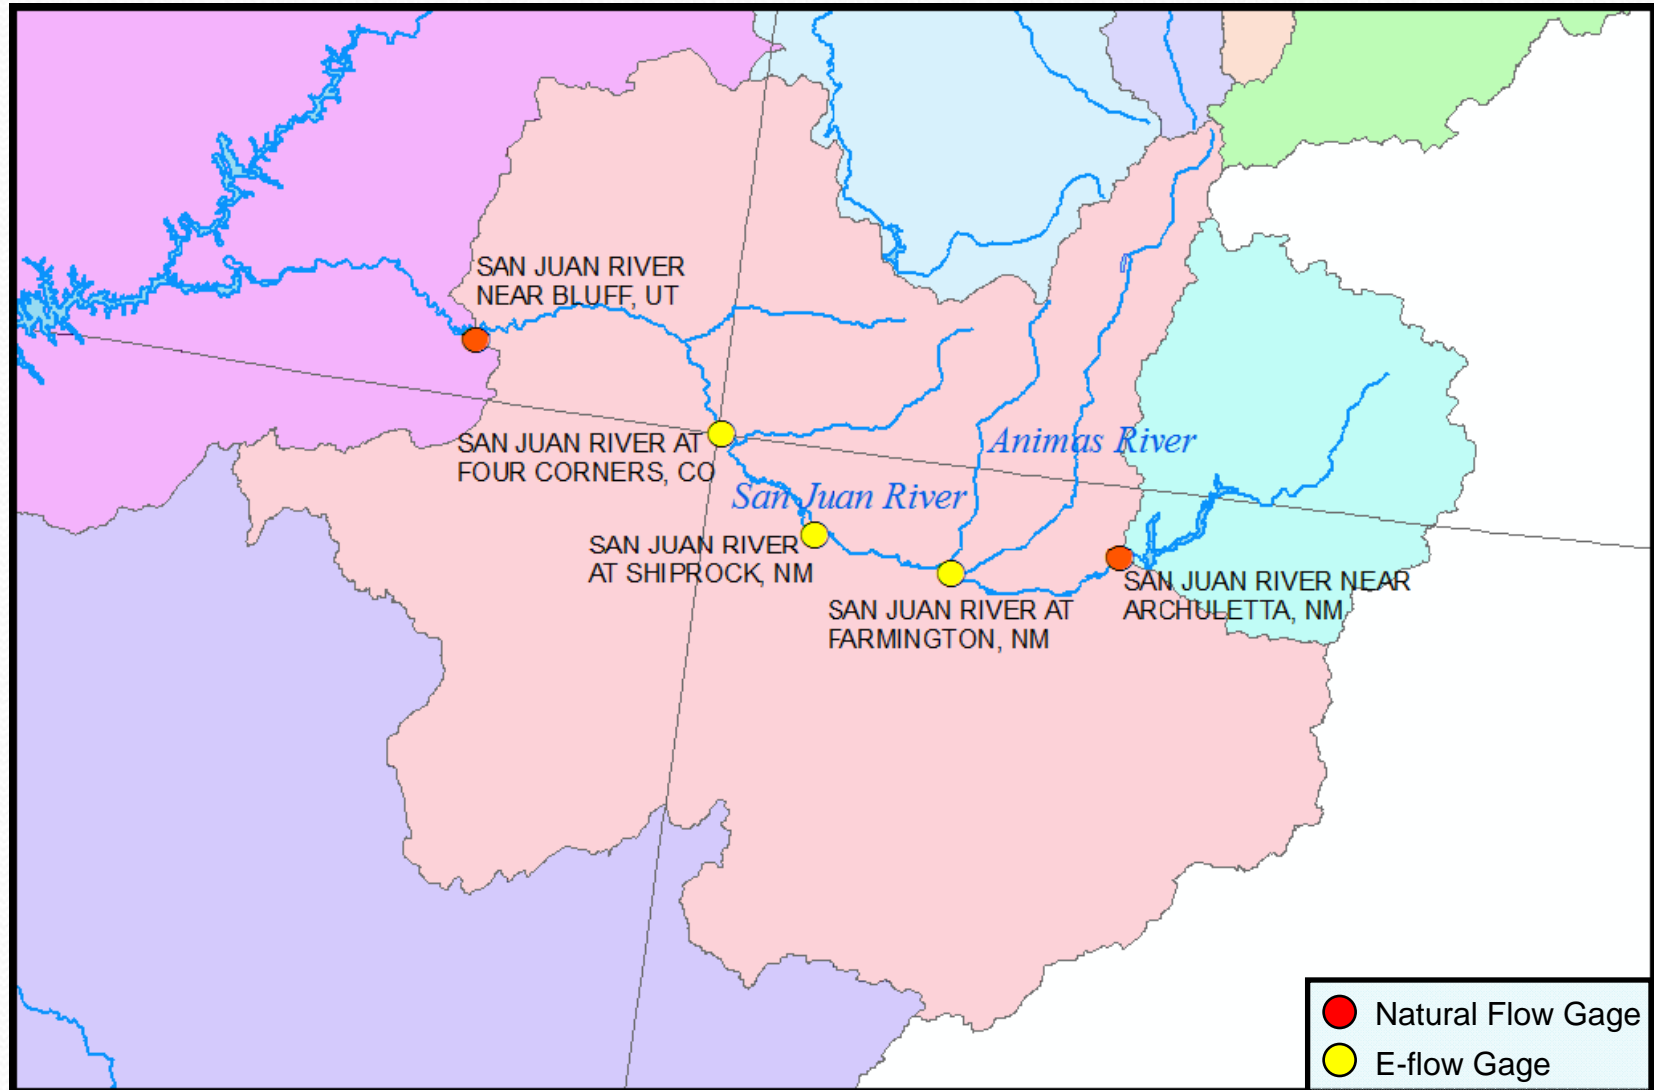 SAN JUAN RIVER
NEAR BLUFF, UT
SAN JUAN RIVER AT
FOUR CORNERS, CO
Animas River
San Juan River
SAN JUAN RIVER
AT SHIPROCK, NM
SAN JUAN RIVER NEAR
ARCHULETTA, NM
SAN JUAN RIVER AT
FARMINGTON, NM
Natural Flow Gage
E-flow Gage